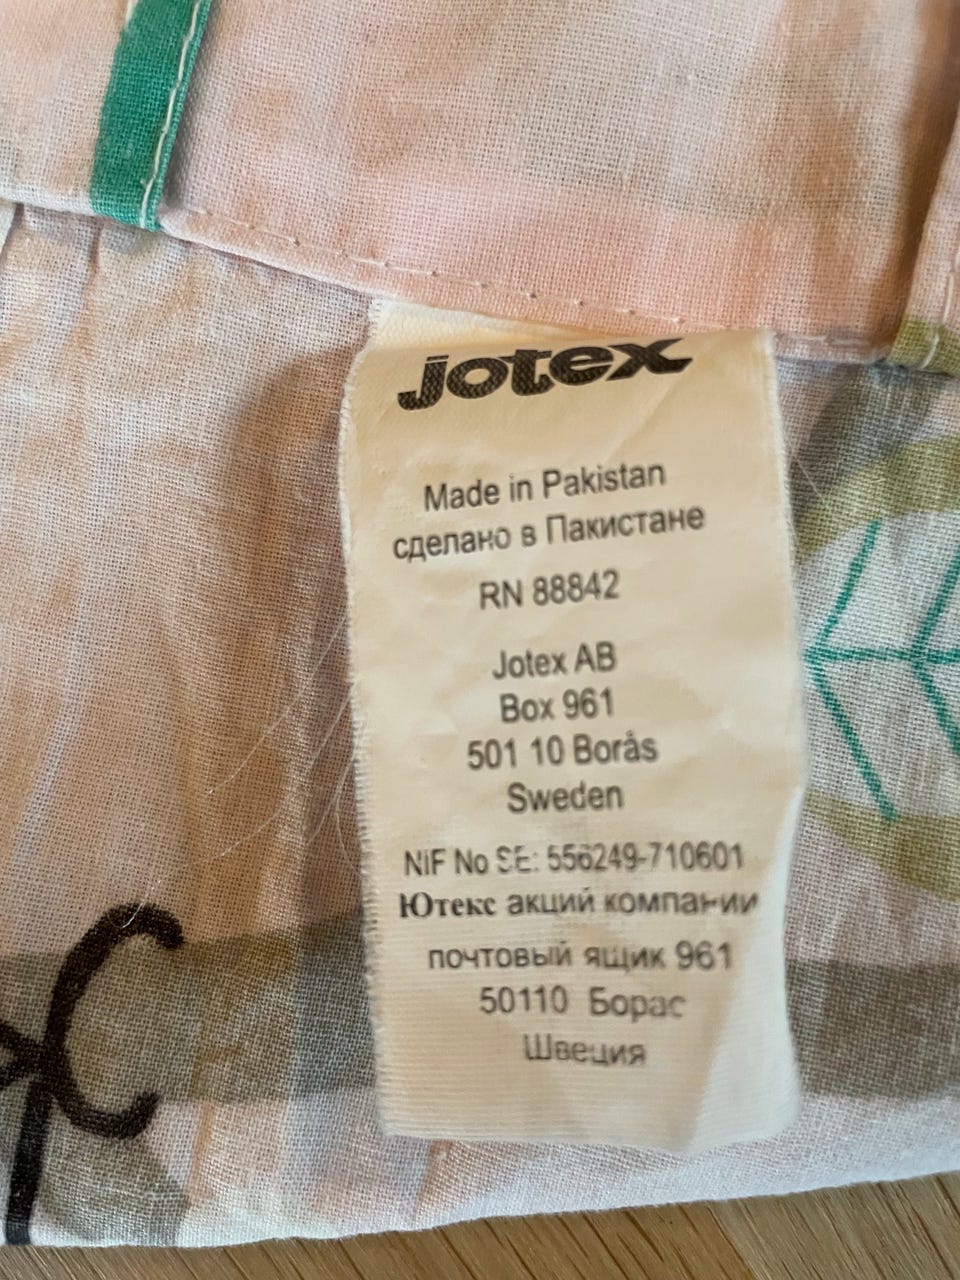 jotex
Made in Pakistan
сделано в Пакистане
RN 88842
Jotex AB
Box 961
501 10 Borås
Sweden
NIF No SE: 556249-710601
Ютекс акций компании
почтовый ящик 961
50110 Борас
Швеция